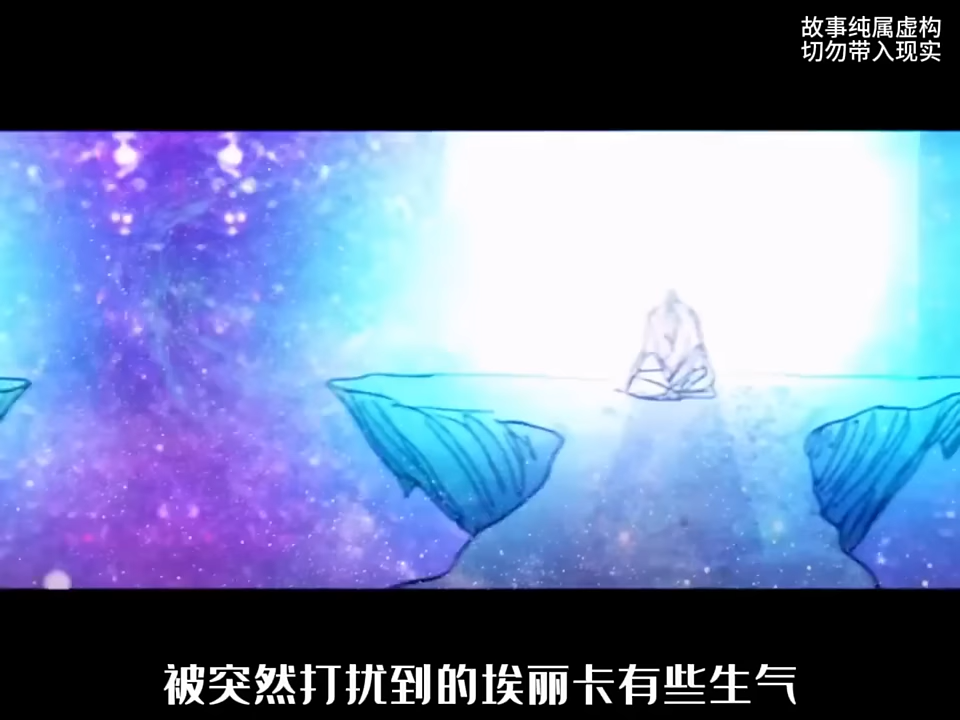 故事纯属虚构
切勿带入现实
被突然打扰到的埃丽卡有些生气